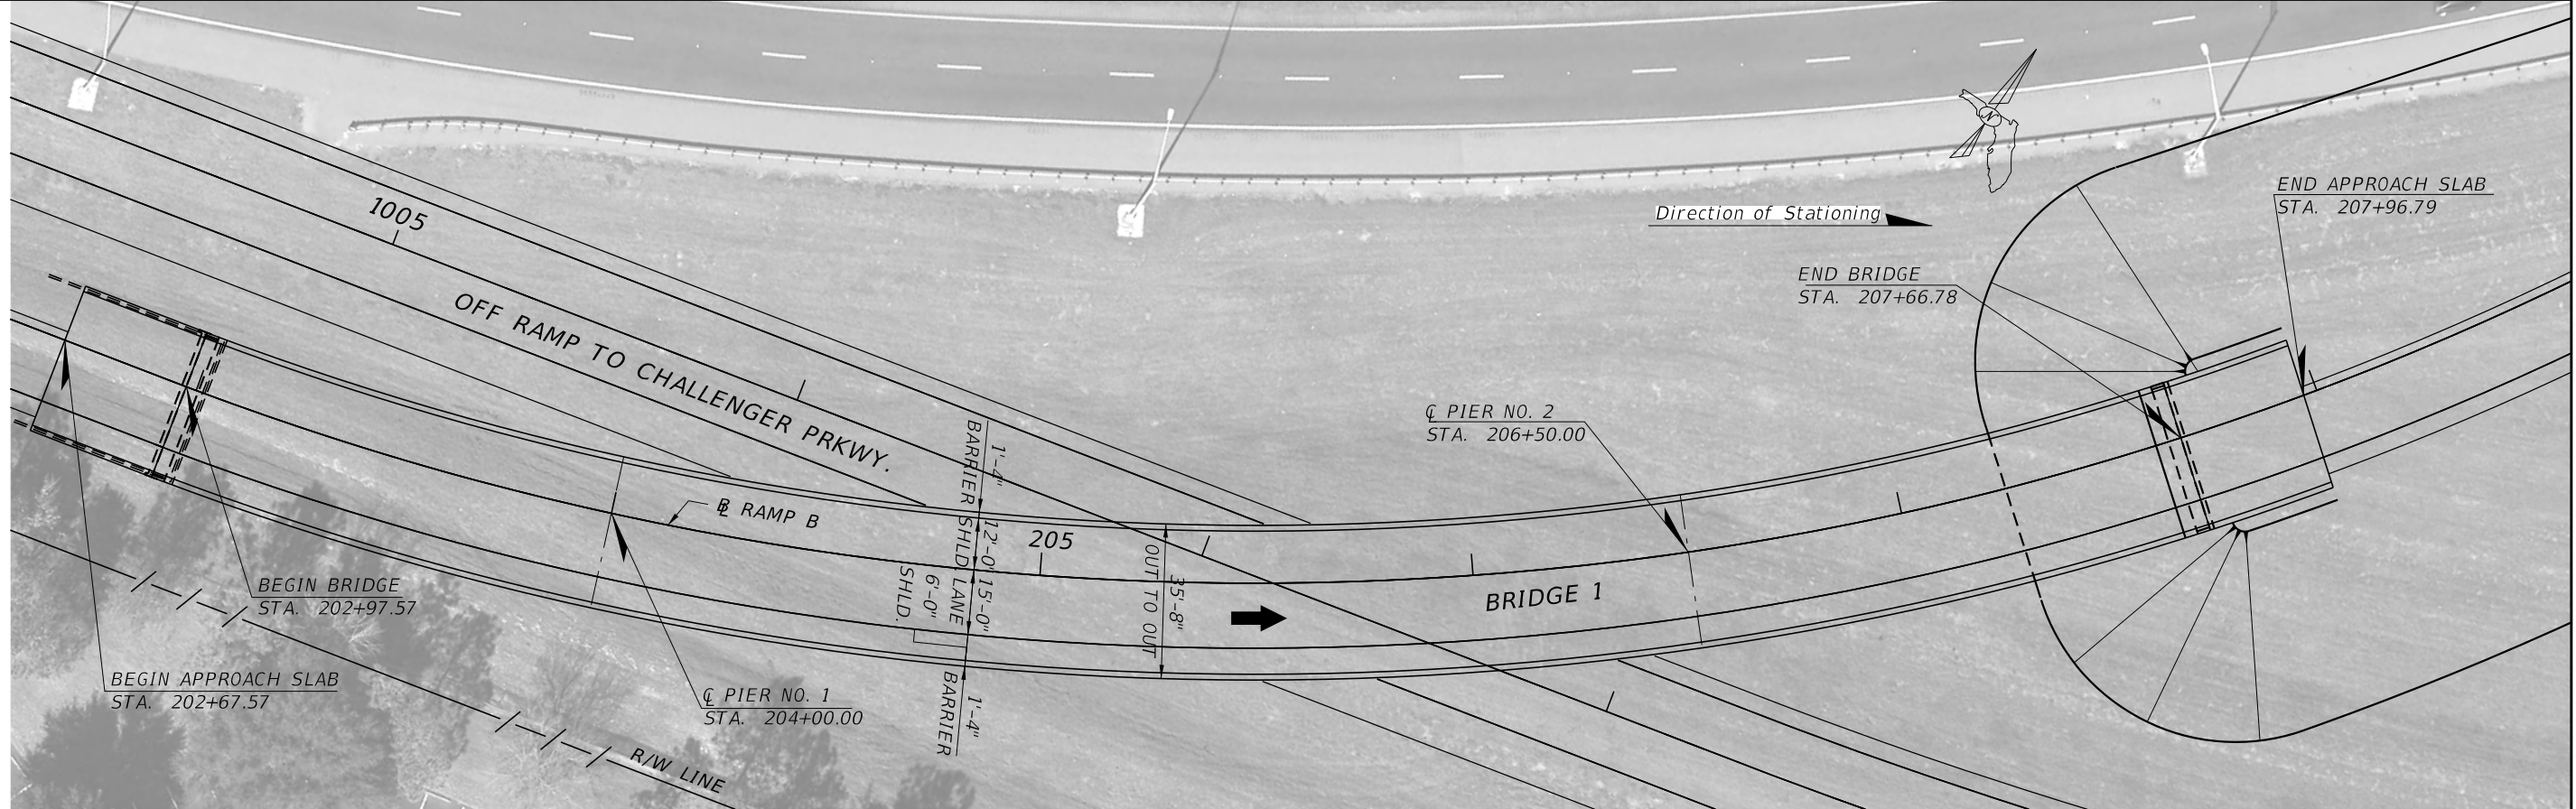 1005
OFF RAMP TO CHALLENGER PRKWY.
Direction of Stationing
N
END APPROACH SLAB
STA. 207+96.79
END BRIDGE
STA. 207+66.78
℄ PIER NO. 2
STA. 206+50.00
1'-4"
BARRIER
12'-0"
SHLD.
15'-0"
LANE
6'-0"
SHLD.
1'-4"
BARRIER
35'-8"
OUT TO OUT
BL RAMP B
205
BRIDGE 1
BEGIN BRIDGE
STA. 202+97.57
BEGIN APPROACH SLAB
STA. 202+67.57
℄ PIER NO. 1
STA. 204+00.00
R/W LINE